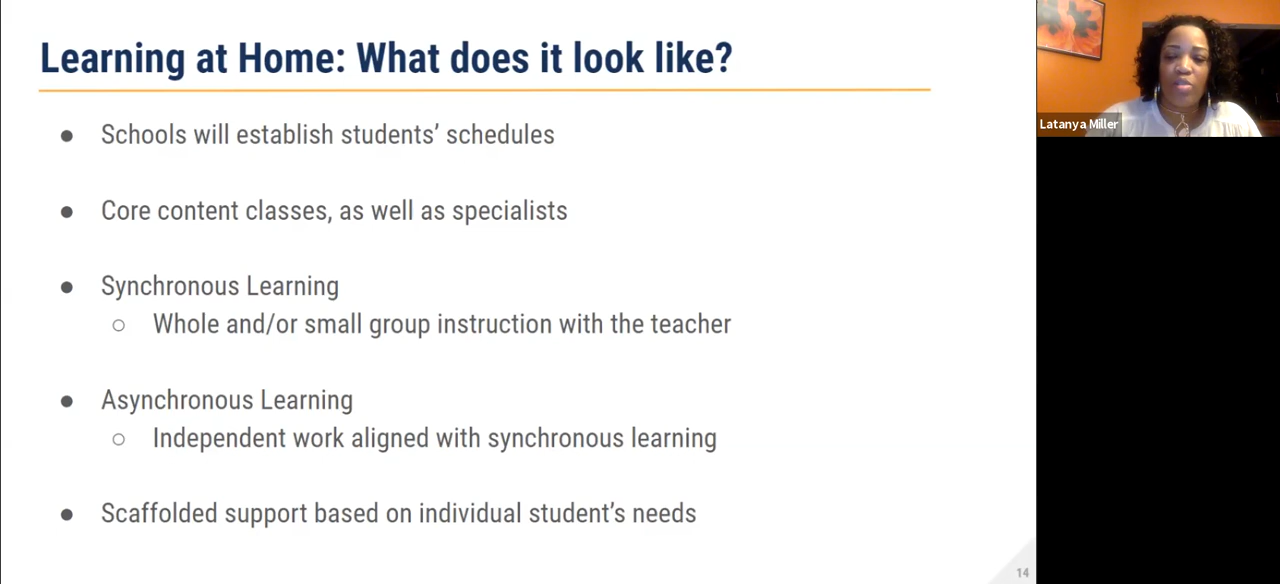 Learning at Home: What does it look like?
● Schools will establish students’ schedules
● Core content classes, as well as specialists
● Synchronous Learning
○ Whole and/or small group instruction with the teacher
● Asynchronous Learning
○ Independent work aligned with synchronous learning
● Scaffolded support based on individual student’s needs
14
Latanya Miller